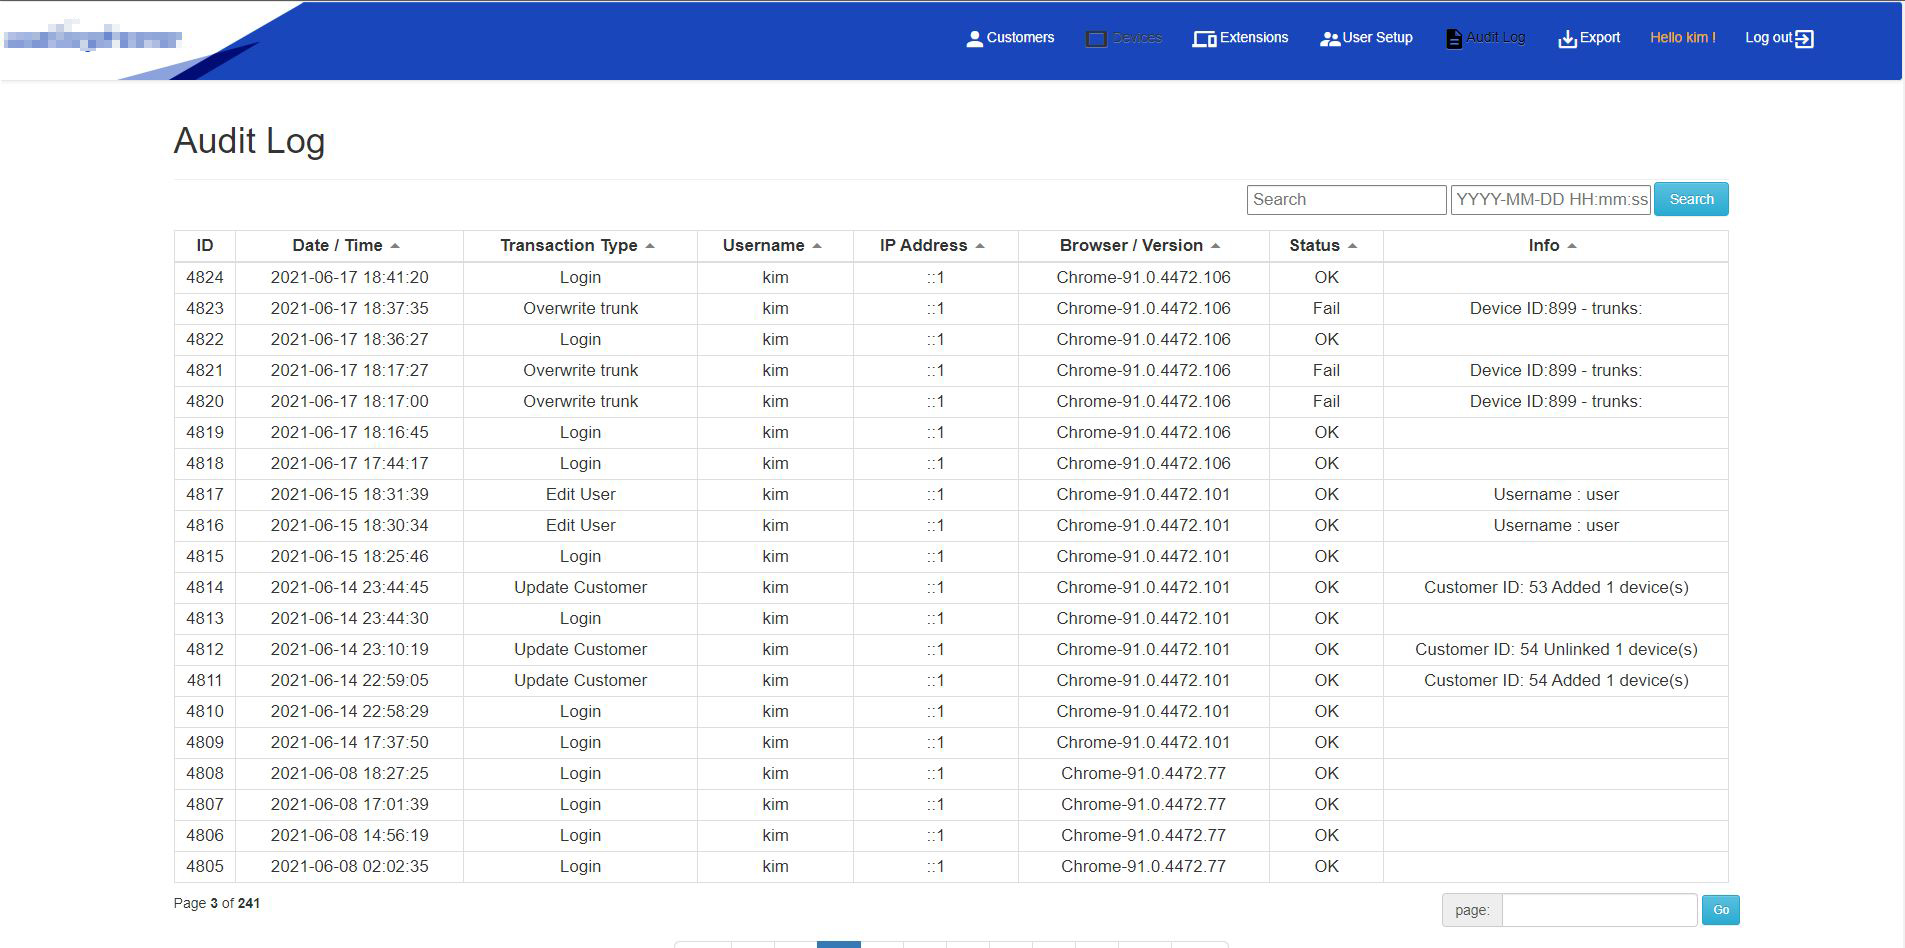 Customers Devices Extensions User Setup Audit Log Export Hello kim ! Log out
Audit Log
Search YYYY-MM-DD HH:mm:ss Search
ID Date / Time Transaction Type Username IP Address Browser / Version Status Info
4824 2021-06-17 18:41:20 Login kim ::1 Chrome-91.0.4472.106 OK
4823 2021-06-17 18:37:35 Overwrite trunk kim ::1 Chrome-91.0.4472.106 Fail Device ID:899 - trunks:
4822 2021-06-17 18:36:27 Login kim ::1 Chrome-91.0.4472.106 OK
4821 2021-06-17 18:17:27 Overwrite trunk kim ::1 Chrome-91.0.4472.106 Fail Device ID:899 - trunks:
4820 2021-06-17 18:17:00 Overwrite trunk kim ::1 Chrome-91.0.4472.106 Fail Device ID:899 - trunks:
4819 2021-06-17 18:16:45 Login kim ::1 Chrome-91.0.4472.106 OK
4818 2021-06-17 17:44:17 Login kim ::1 Chrome-91.0.4472.106 OK
4817 2021-06-15 18:31:39 Edit User kim ::1 Chrome-91.0.4472.101 OK Username : user
4816 2021-06-15 18:30:34 Edit User kim ::1 Chrome-91.0.4472.101 OK Username : user
4815 2021-06-15 18:25:46 Login kim ::1 Chrome-91.0.4472.101 OK
4814 2021-06-14 23:44:45 Update Customer kim ::1 Chrome-91.0.4472.101 OK Customer ID: 53 Added 1 device(s)
4813 2021-06-14 23:44:30 Login kim ::1 Chrome-91.0.4472.101 OK
4812 2021-06-14 23:10:19 Update Customer kim ::1 Chrome-91.0.4472.101 OK Customer ID: 54 Unlinked 1 device(s)
4811 2021-06-14 22:59:05 Update Customer kim ::1 Chrome-91.0.4472.101 OK Customer ID: 54 Added 1 device(s)
4810 2021-06-14 22:58:29 Login kim ::1 Chrome-91.0.4472.101 OK
4809 2021-06-14 17:37:50 Login kim ::1 Chrome-91.0.4472.101 OK
4808 2021-06-08 18:27:25 Login kim ::1 Chrome-91.0.4472.77 OK
4807 2021-06-08 17:01:39 Login kim ::1 Chrome-91.0.4472.77 OK
4806 2021-06-08 14:56:19 Login kim ::1 Chrome-91.0.4472.77 OK
4805 2021-06-08 02:02:35 Login kim ::1 Chrome-91.0.4472.77 OK
Page 3 of 241 page: Go